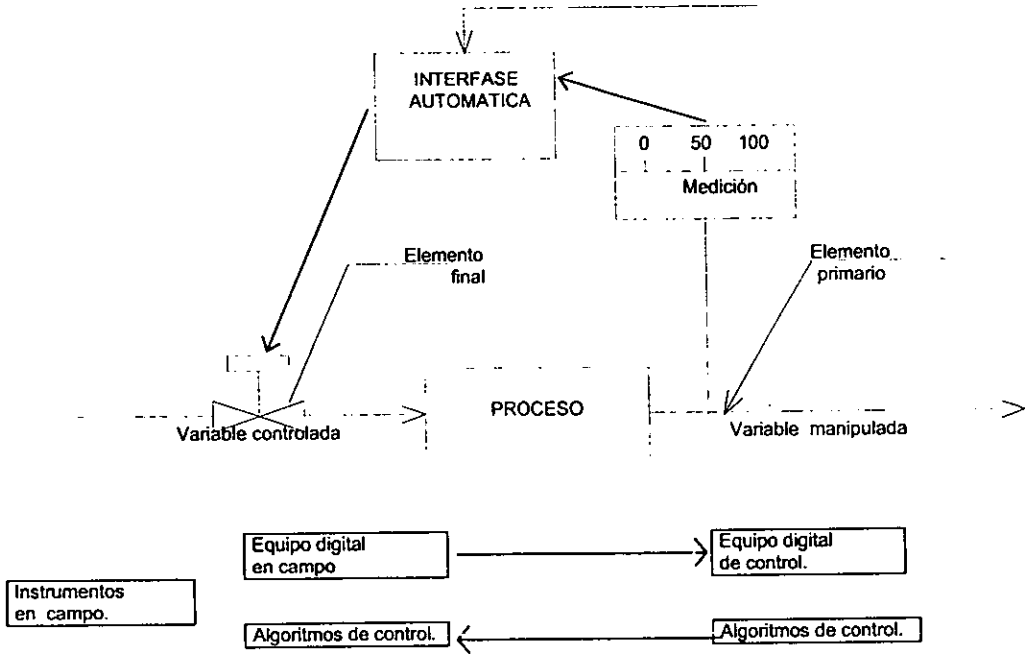 INTERFASE
AUTOMATICA
0 50 100
Medición
Elemento
final
Elemento
primario
PROCESO
Variable controlada
Variable manipulada
Equipo digital
en campo
Equipo digital
de control.
Instrumentos
en campo.
Algoritmos de control.
Algoritmos de control.